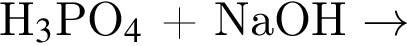 H₃PO₄ + NaOH →